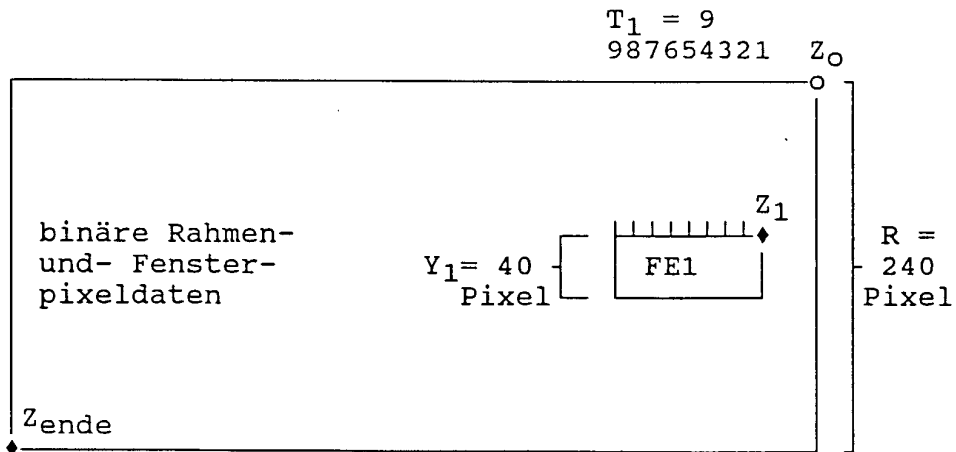 T1 = 9
987654321 Zo
Z1
binäre Rahmen-
und- Fenster-
pixeldaten
Y1= 40
Pixel
FE1
R =
240
Pixel
Zende